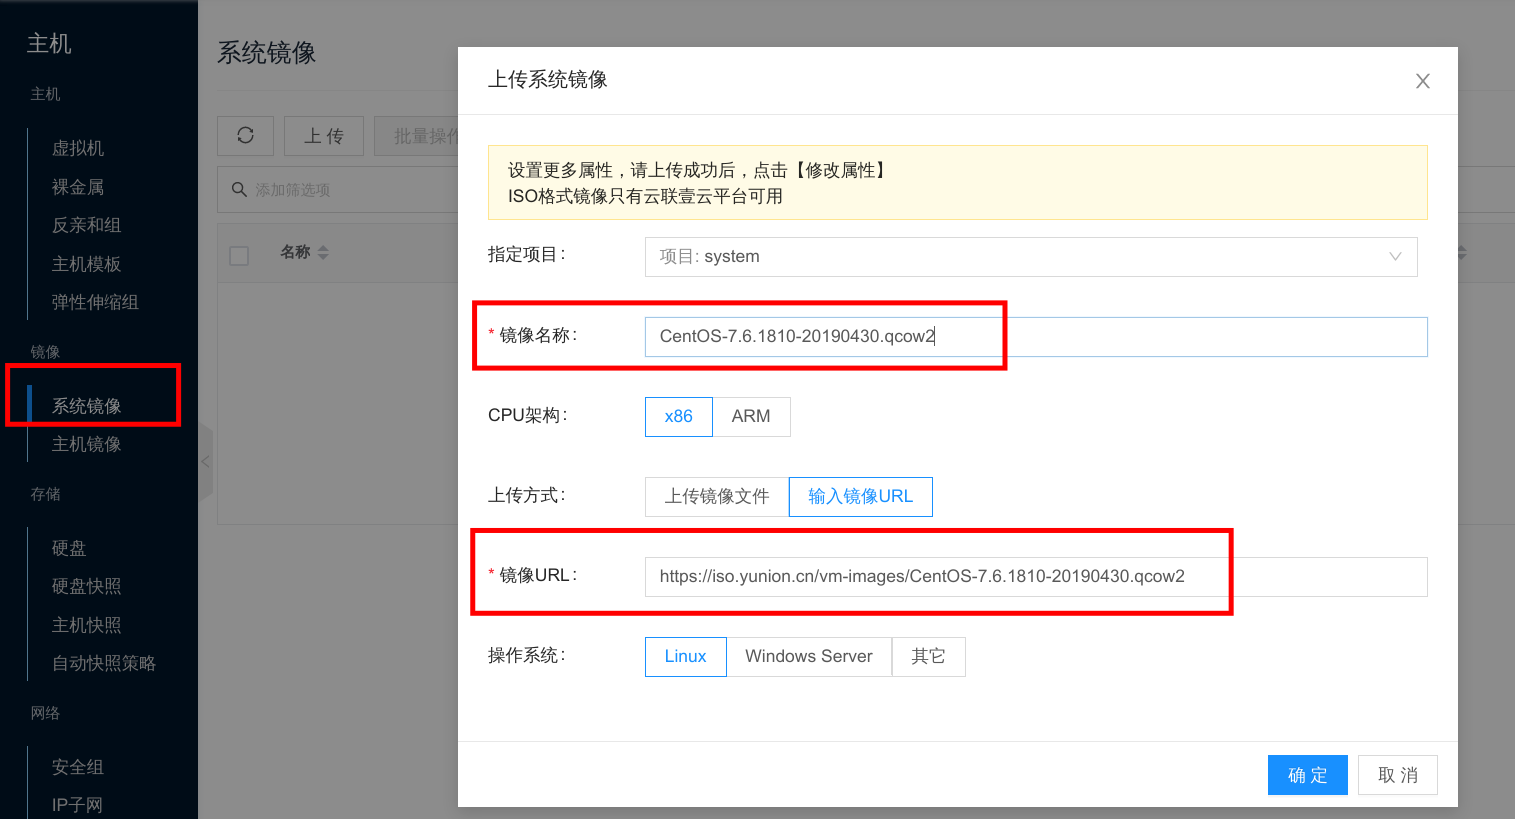 主机
主机
虚拟机
裸金属
反亲和组
主机模板
弹性伸缩组
镜像
系统镜像
主机镜像
存储
硬盘
硬盘快照
主机快照
自动快照策略
网络
安全组
IP子网
系统镜像
上 传
批量操作
添加筛选项
名称
上传系统镜像
设置更多属性，请上传成功后，点击【修改属性】
ISO格式镜像只有云联壹云平台可用
指定项目:
项目: system
* 镜像名称:
CentOS-7.6.1810-20190430.qcow2
CPU架构:
x86 ARM
上传方式:
上传镜像文件 输入镜像URL
* 镜像URL:
https://iso.yunion.cn/vm-images/CentOS-7.6.1810-20190430.qcow2
操作系统:
Linux Windows Server 其它
确 定 取 消